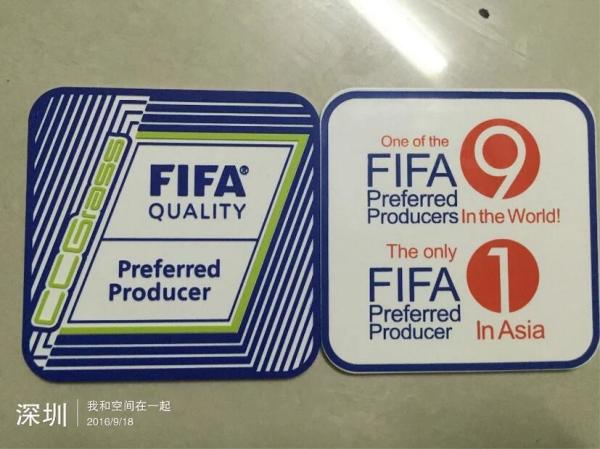 CCGrass
FIFA®
QUALITY
Preferred
Producer
One of the
FIFA
Preferred
Producers
9
In the World!
The only
FIFA
Preferred
Producer
1
In Asia
深圳
我和空间在一起
2016/9/18